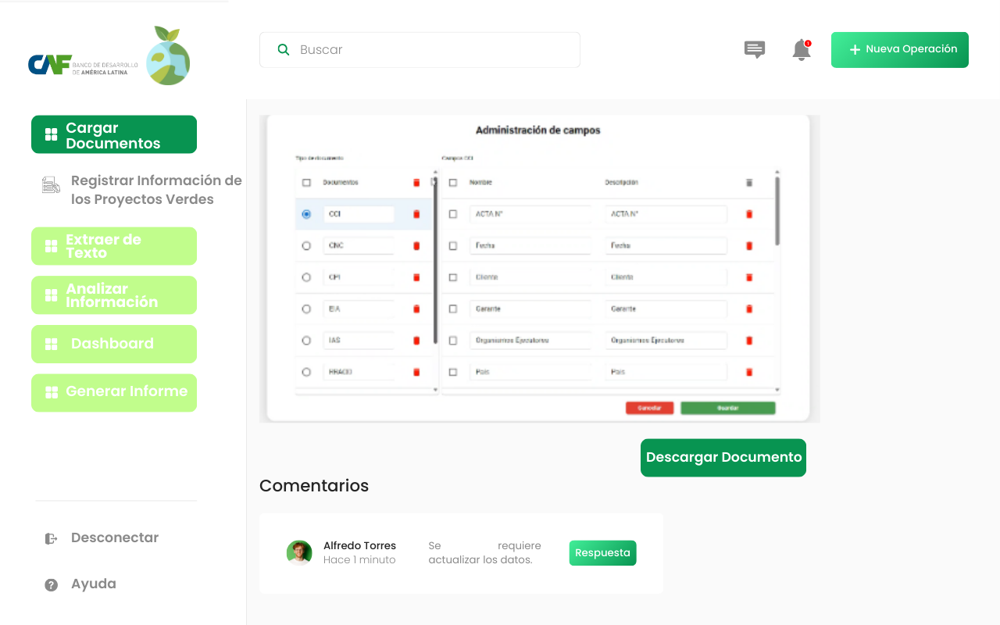 CAF BANCO DE DESARROLLO
DE AMÉRICA LATINA
Buscar
1
Nueva Operación
Cargar
Documentos
Registrar Información de
los Proyectos Verdes
Extraer de
Texto
Analizar
Información
Dashboard
Generar Informe
Desconectar
Ayuda
Administración de campos
Tipo de documento
Campos CCI
Documentos
Nombre
Descripción
CCI
ACTA N°
ACTA N°
CNC
Fecha
Fecha
CPI
Cliente
Cliente
EIA
Garante
Garante
IAS
Organismos Ejecutores
Organismos Ejecutores
País
País
Cancelar
Guardar
Descargar Documento
Comentarios
Alfredo Torres
Hace 1 minuto
Se requiere
actualizar los datos.
Respuesta